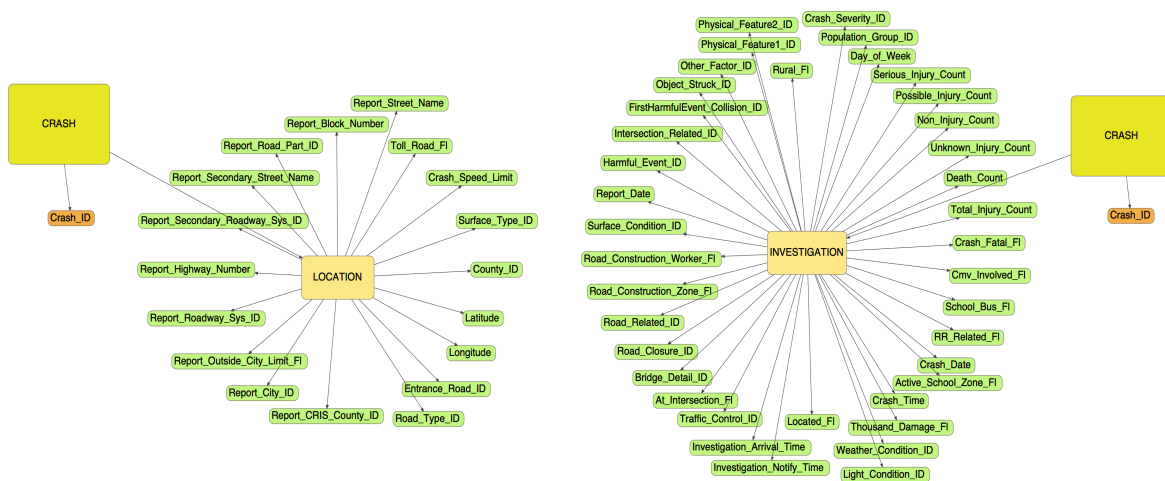 CRASH
Crash_ID
Report_Street_Name
Report_Block_Number
Toll_Road_Fl
Report_Road_Part_ID
Crash_Speed_Limit
Report_Secondary_Street_Name
Report_Secondary_Roadway_Sys_ID
Surface_Type_ID
Report_Highway_Number
LOCATION
County_ID
Report_Roadway_Sys_ID
Latitude
Report_Outside_City_Limit_Fl
Longitude
Report_City_ID
Entrance_Road_ID
Report_CRIS_County_ID
Road_Type_ID
Physical_Feature2_ID
Crash_Severity_ID
Physical_Feature1_ID
Population_Group_ID
Other_Factor_ID
Rural_Fl
Day_of_Week
Object_Struck_ID
Serious_Injury_Count
FirstHarmfulEvent_Collision_ID
Possible_Injury_Count
Intersection_Related_ID
Non_Injury_Count
Harmful_Event_ID
Unknown_Injury_Count
Report_Date
Death_Count
Surface_Condition_ID
Total_Injury_Count
Road_Construction_Worker_Fl
INVESTIGATION
Crash_Fatal_Fl
Road_Construction_Zone_Fl
Cmv_Involved_Fl
Road_Related_ID
School_Bus_Fl
Road_Closure_ID
RR_Related_Fl
Bridge_Detail_ID
Crash_Date
At_Intersection_Fl
Active_School_Zone_Fl
Traffic_Control_ID
Located_Fl
Crash_Time
Investigation_Arrival_Time
Thousand_Damage_Fl
Investigation_Notify_Time
Weather_Condition_ID
Light_Condition_ID
CRASH
Crash_ID